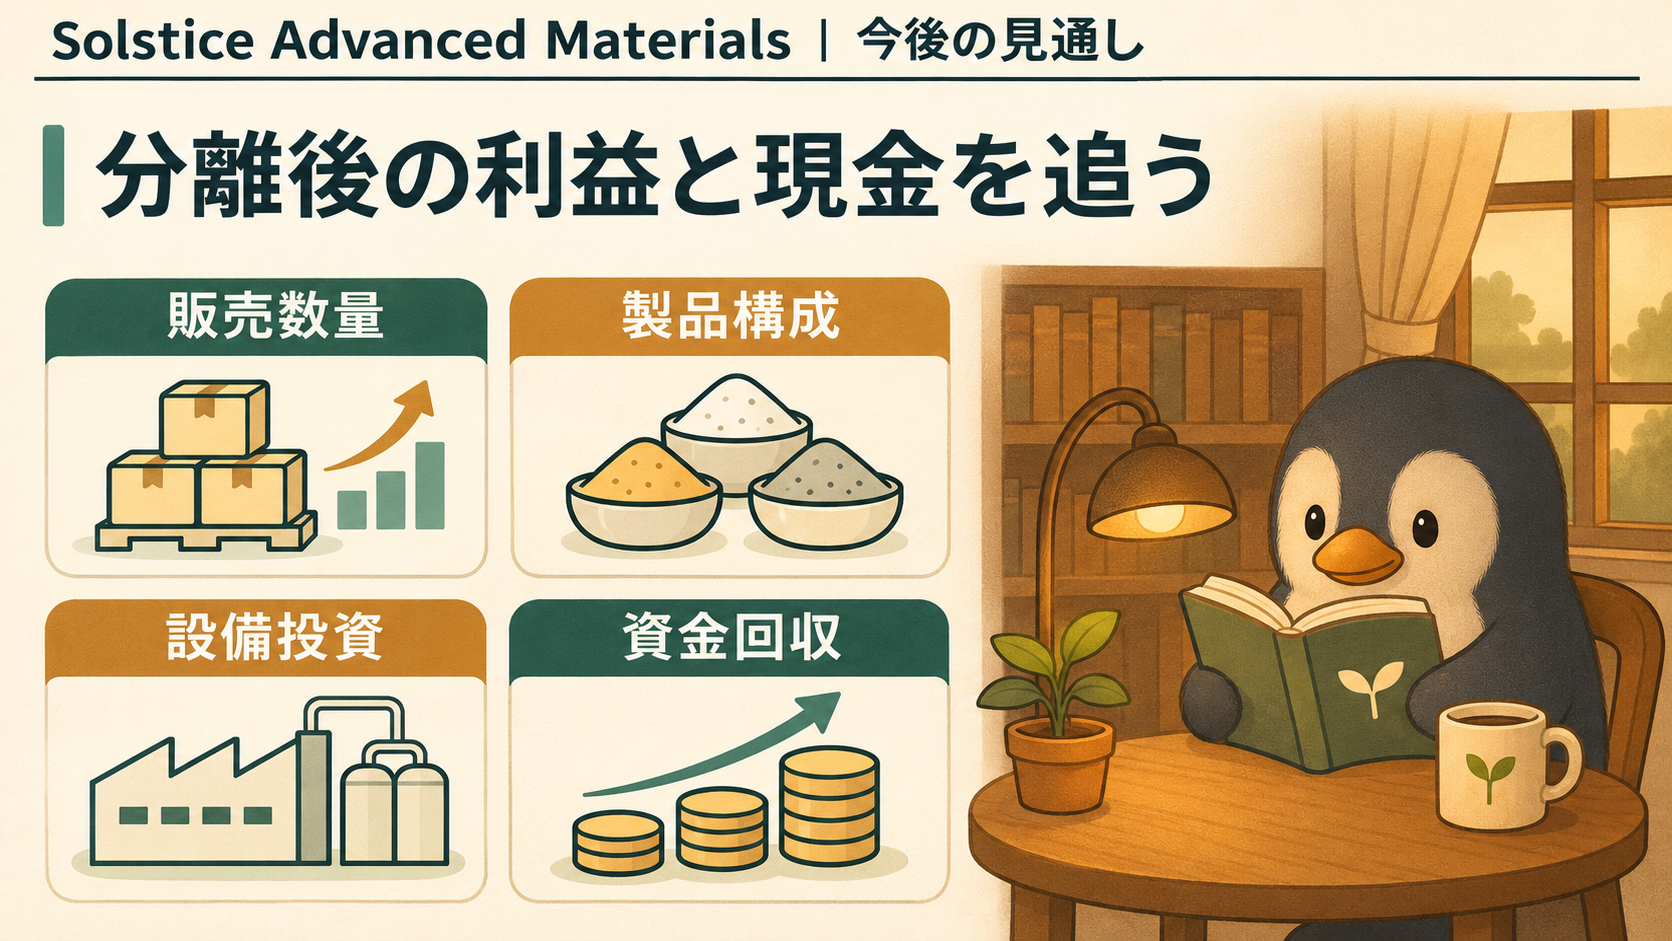 Solstice Advanced Materials | 今後の見通し
分離後の利益と現金を追う
販売数量
製品構成
設備投資
資金回収